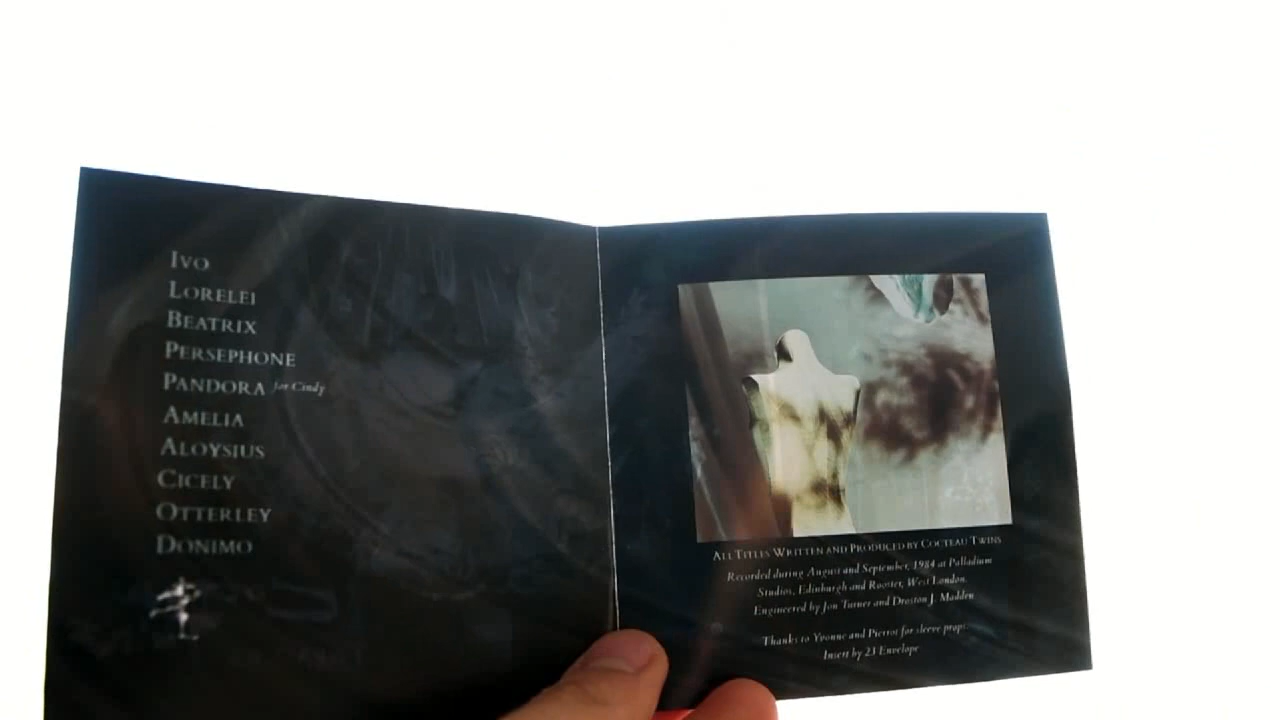 IVO
LORELEI
BEATRIX
PERSEPHONE
PANDORA for Cindy
AMELIA
ALOYSIUS
CICELY
OTTERLEY
DONIMO
ALL TITLES WRITTEN AND PRODUCED BY COCTEAU TWINS
Recorded during August and September, 1984 at Palladium
Studios, Edinburgh and Rooster, West London.
Engineered by Jon Turner and Droston J. Madden
Thanks to Yvonne and Pierrot for sleeve props.
Insert by 23 Envelope